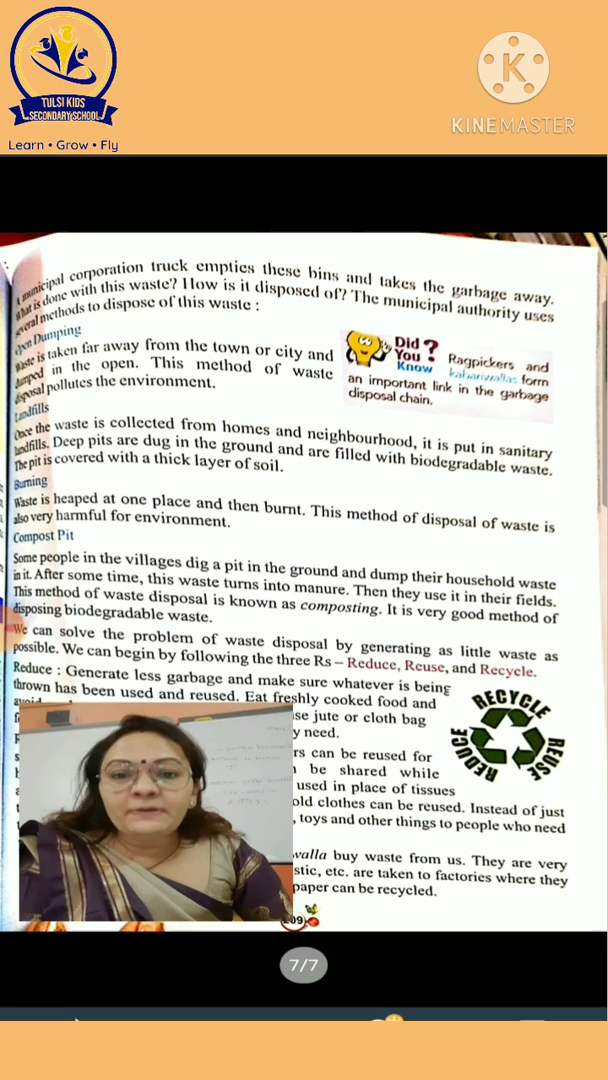 TULSI KIDS
SECONDARY SCHOOL
Learn • Grow • Fly
K
KINEMASTER
municipal corporation truck empties these bins and takes the garbage away.
What is done with this waste? How is it disposed of? The municipal authority uses
several methods to dispose of this waste :
Open Dumping
Waste is taken far away from the town or city and
dumped in the open. This method of waste
disposal pollutes the environment.
Did
You ?
Know
Ragpickers and
kabariwallas form
an important link in the garbage
disposal chain.
Landfills
Once the waste is collected from homes and neighbourhood, it is put in sanitary
landfills. Deep pits are dug in the ground and are filled with biodegradable waste.
The pit is covered with a thick layer of soil.
Burning
Waste is heaped at one place and then burnt. This method of disposal of waste is
also very harmful for environment.
Compost Pit
Some people in the villages dig a pit in the ground and dump their household waste
in it. After some time, this waste turns into manure. Then they use it in their fields.
This method of waste disposal is known as composting. It is very good method of
disposing biodegradable waste.
We can solve the problem of waste disposal by generating as little waste as
possible. We can begin by following the three Rs – Reduce, Reuse, and Recycle.
Reduce : Generate less garbage and make sure whatever is being
thrown has been used and reused. Eat freshly cooked food and
se jute or cloth bag
y need.
RECYCLE
REDUCE
REUSE
rs can be reused for
be shared while
used in place of tissues
old clothes can be reused. Instead of just
, toys and other things to people who need
walla buy waste from us. They are very
stic, etc. are taken to factories where they
paper can be recycled.
7/7